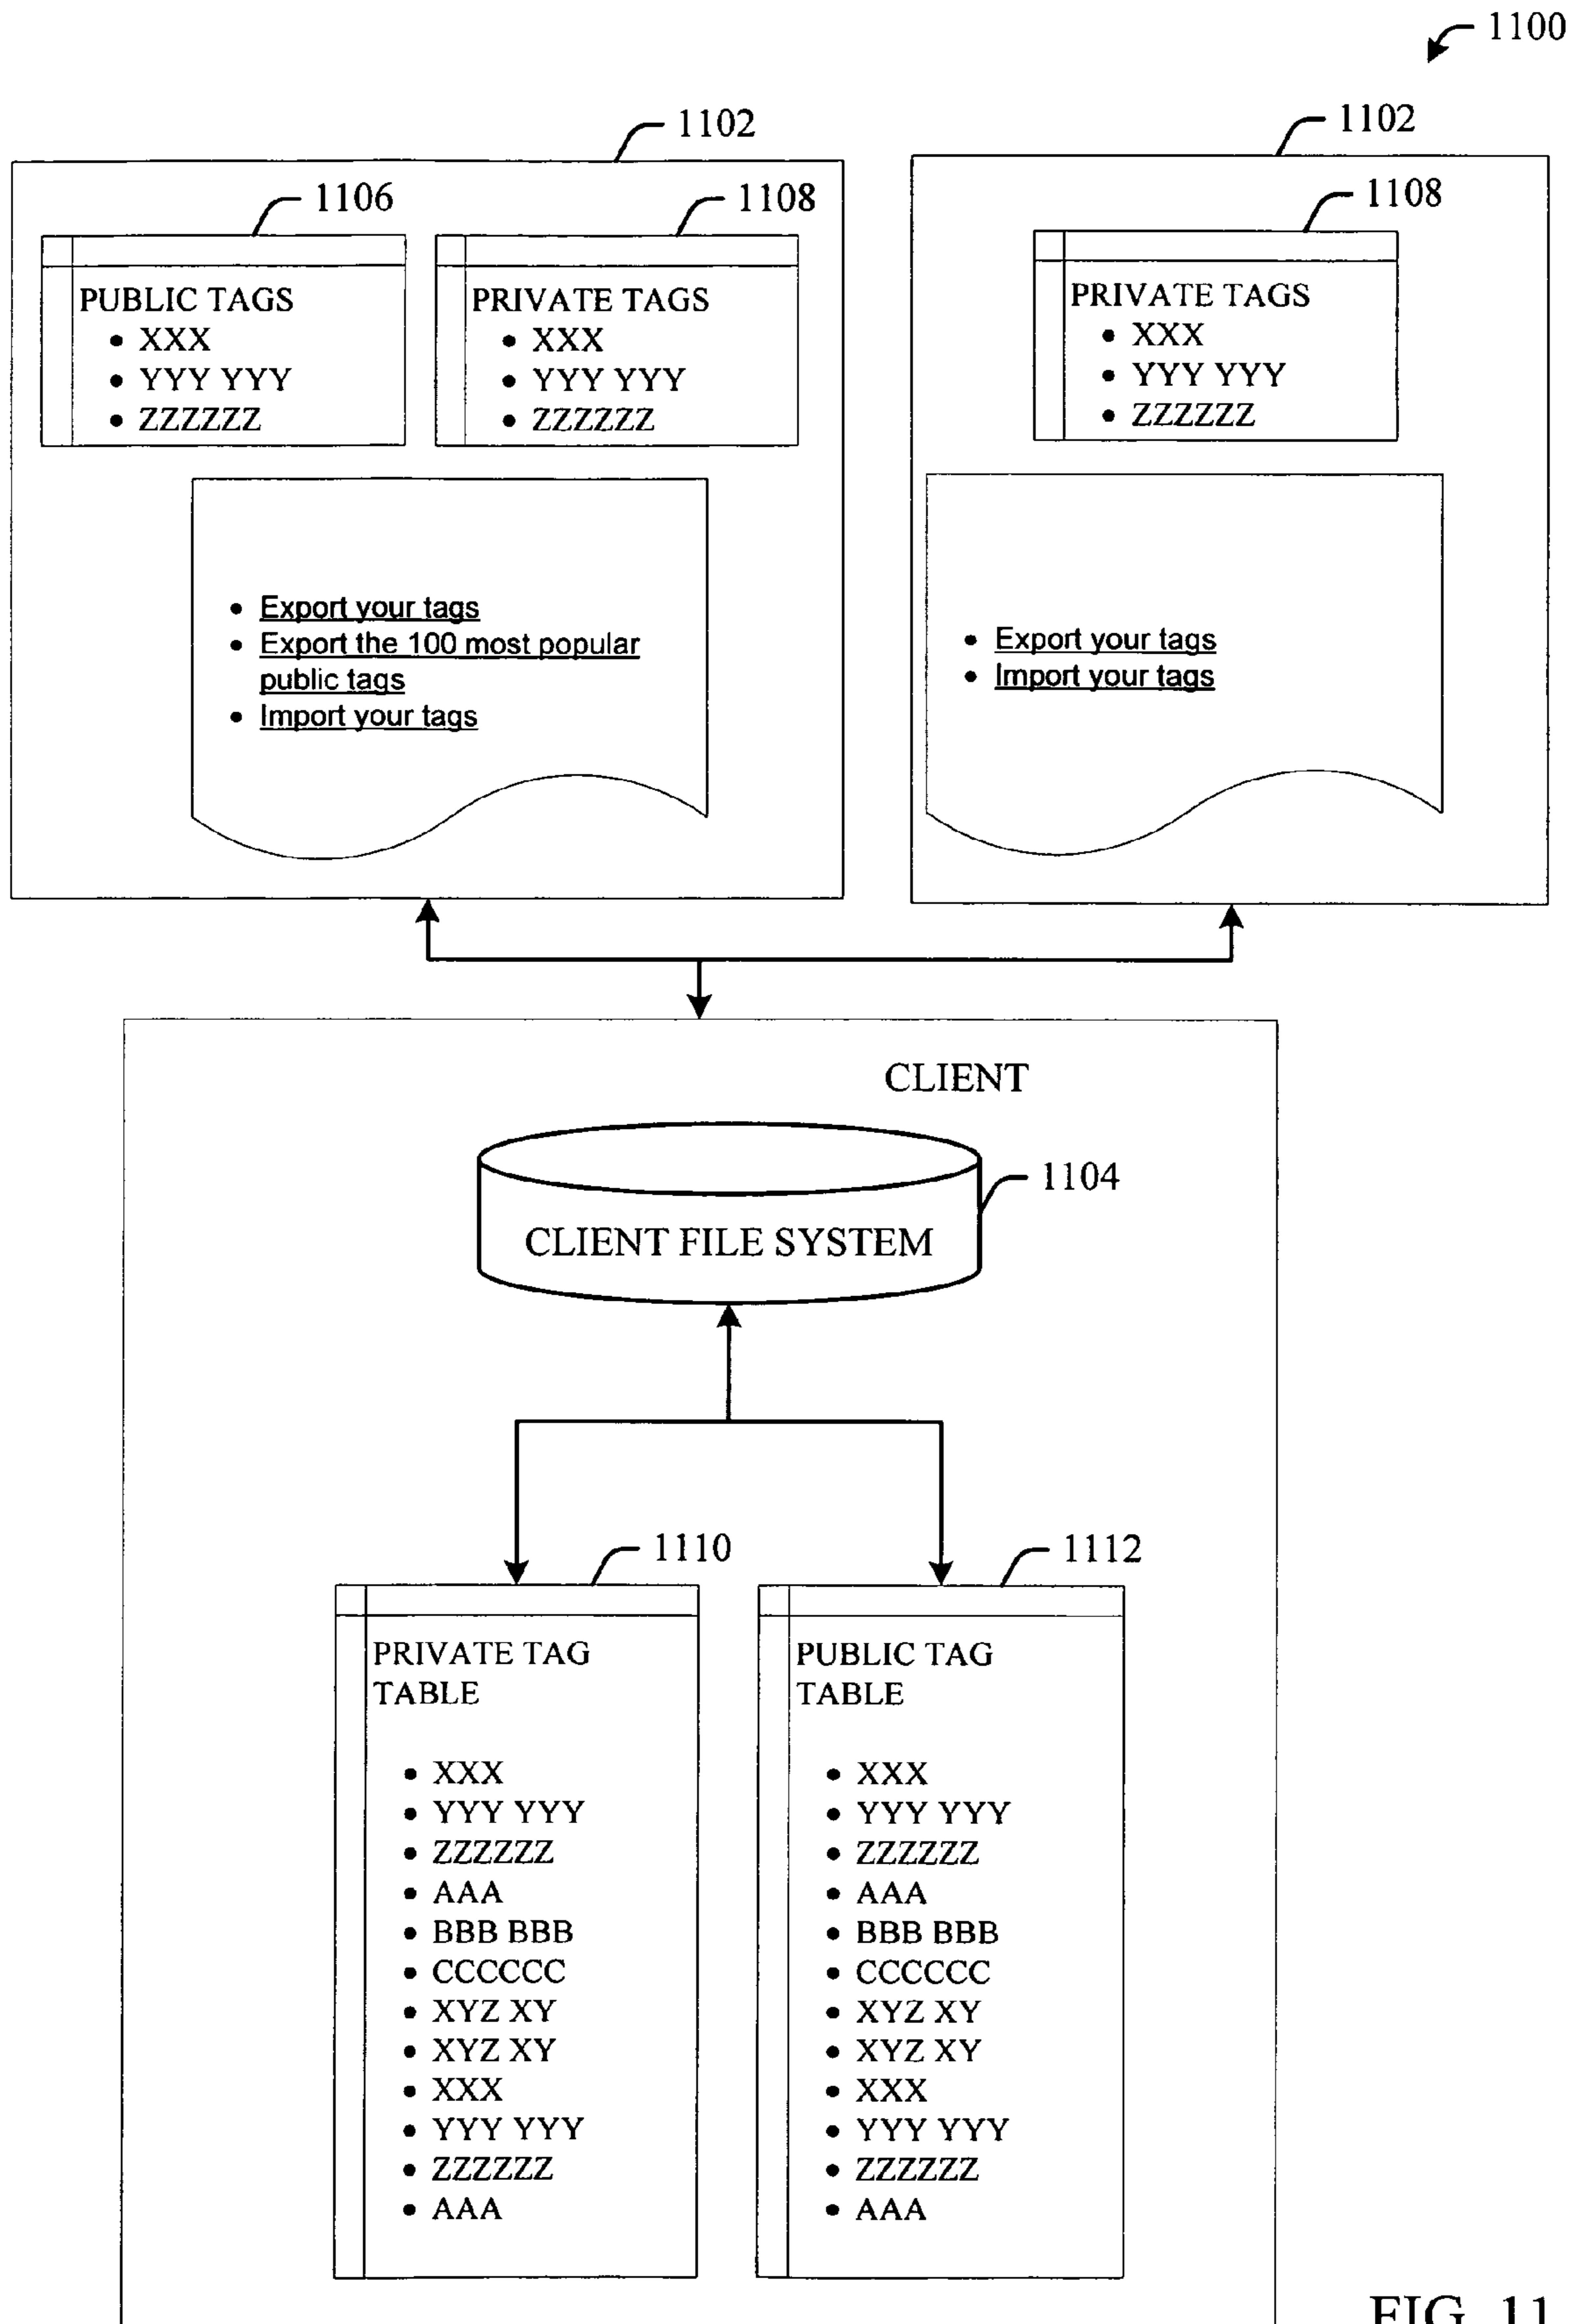 1100
1102
1102
1106
1108
1108
PUBLIC TAGS
• XXX
• YYY YYY
• ZZZZZZ
PRIVATE TAGS
• XXX
• YYY YYY
• ZZZZZZ
PRIVATE TAGS
• XXX
• YYY YYY
• ZZZZZZ
• Export your tags
• Export the 100 most popular
public tags
• Import your tags
• Export your tags
• Import your tags
CLIENT
1104
CLIENT FILE SYSTEM
1110
1112
PRIVATE TAG
TABLE
• XXX
• YYY YYY
• ZZZZZZ
• AAA
• BBB BBB
• CCCCCC
• XYZ XY
• XYZ XY
• XXX
• YYY YYY
• ZZZZZZ
• AAA
PUBLIC TAG
TABLE
• XXX
• YYY YYY
• ZZZZZZ
• AAA
• BBB BBB
• CCCCCC
• XYZ XY
• XYZ XY
• XXX
• YYY YYY
• ZZZZZZ
• AAA
FIG. 11